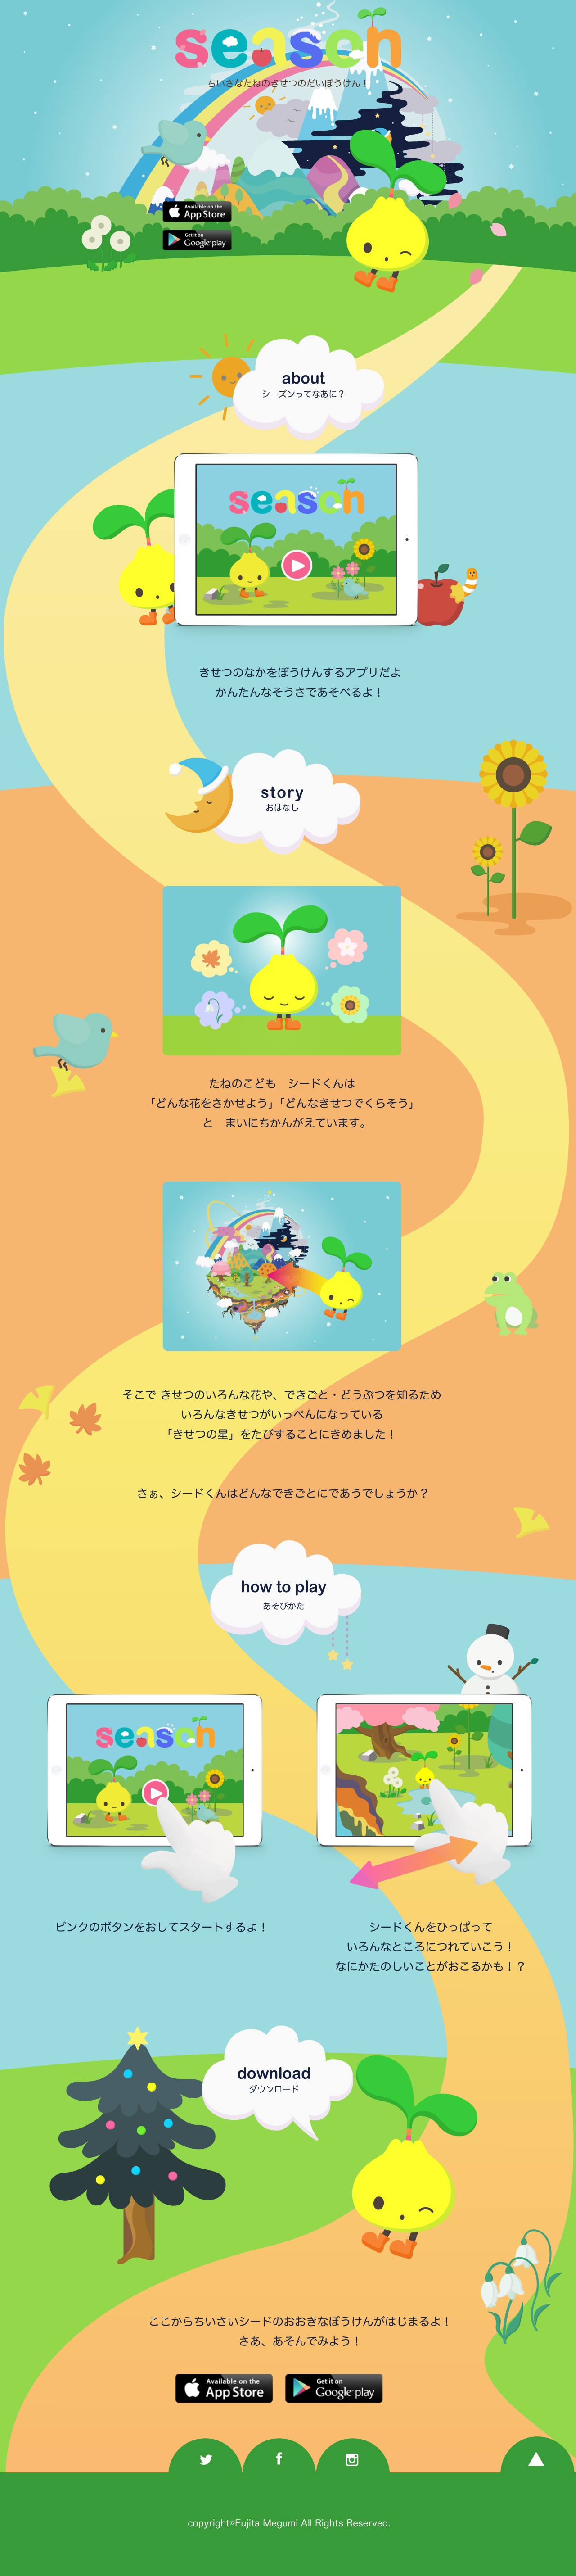 season
ちいさなたねのきせつのだいぼうけん！
Available on the
App Store
Get it on
Google play
about
シーズンってなあに？
season
きせつのなかをぼうけんするアプリだよ
かんたんなそうさであそべるよ！
story
おはなし
たねのこども　シードくんは
「どんな花をさかせよう」「どんなきせつでくらそう」
と　まいにちかんがえています。
そこで きせつのいろんな花や、できごと・どうぶつを知るため
いろんなきせつがいっぺんになっている
「きせつの星」をたびすることにきめました！
さぁ、シードくんはどんなできごとにであうでしょうか？
how to play
あそびかた
season
ピンクのボタンをおしてスタートするよ！
シードくんをひっぱって
いろんなところにつれていこう！
なにかたのしいことがおこるかも！？
download
ダウンロード
ここからちいさいシードのおおきなぼうけんがはじまるよ！
さあ、あそんでみよう！
Available on the
App Store
Get it on
Google play
copyright©Fujita Megumi All Rights Reserved.